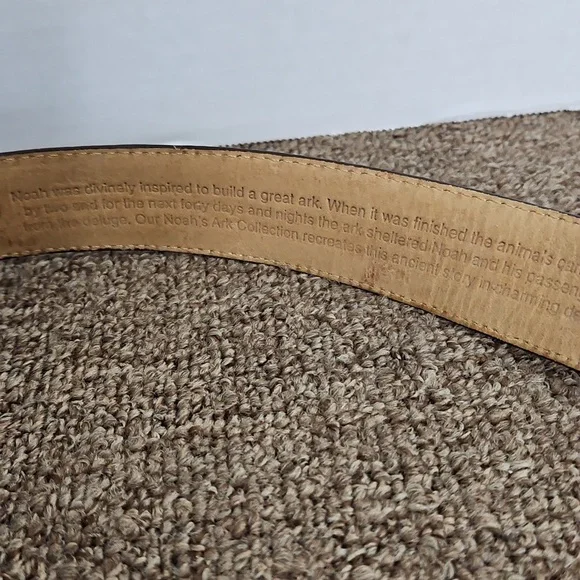 Noah was divinely inspired to build a great ark. When it was finished the animals
by two and for the next forty days and nights the ark sheltered Noah and his
from the deluge. Our Noah's Ark Collection recreates this ancient story in charming